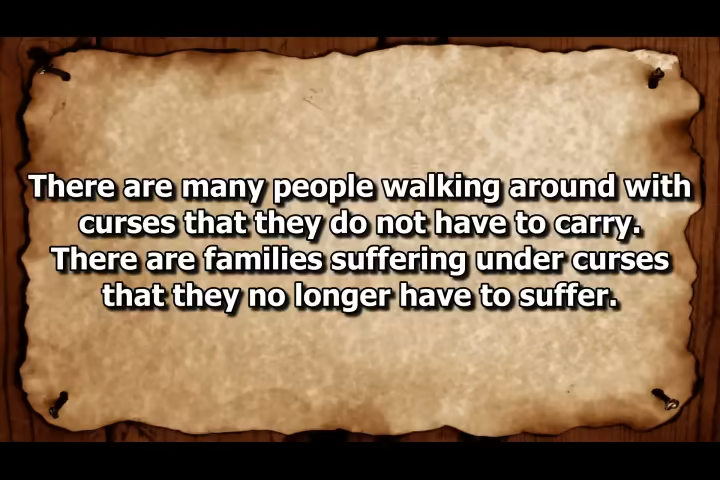 There are many people walking around with
curses that they do not have to carry.
There are families suffering under curses
that they no longer have to suffer.